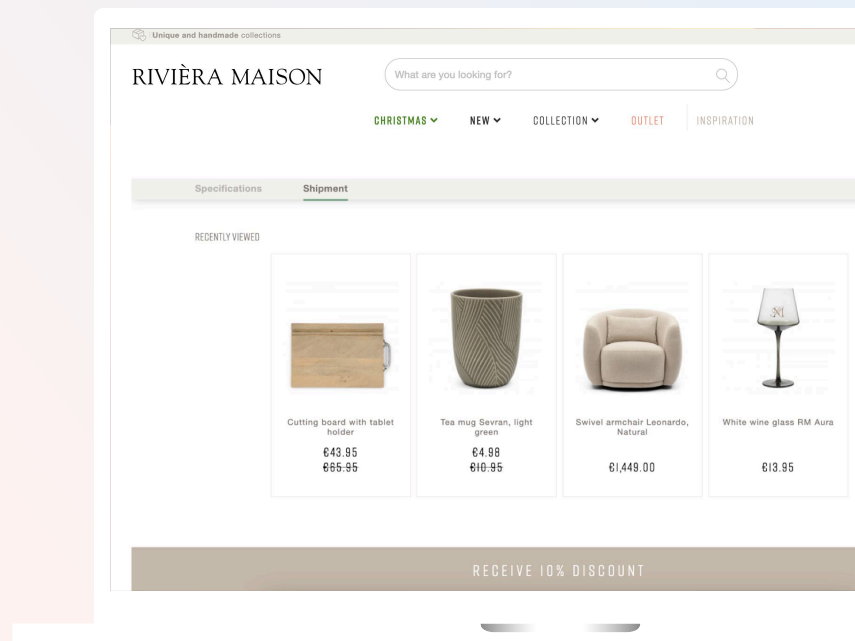 Unique and handmade collections
RIVIÈRA MAISON
What are you looking for?
CHRISTMAS
NEW
COLLECTION
OUTLET
INSPIRATION
Specifications
Shipment
RECENTLY VIEWED
Cutting board with tablet
holder
€43.95
€65.95
Tea mug Sevran, light
green
€4.98
€10.95
Swivel armchair Leonardo,
Natural
€1,449.00
White wine glass RM Aura
€13.95
RECEIVE 10% DISCOUNT